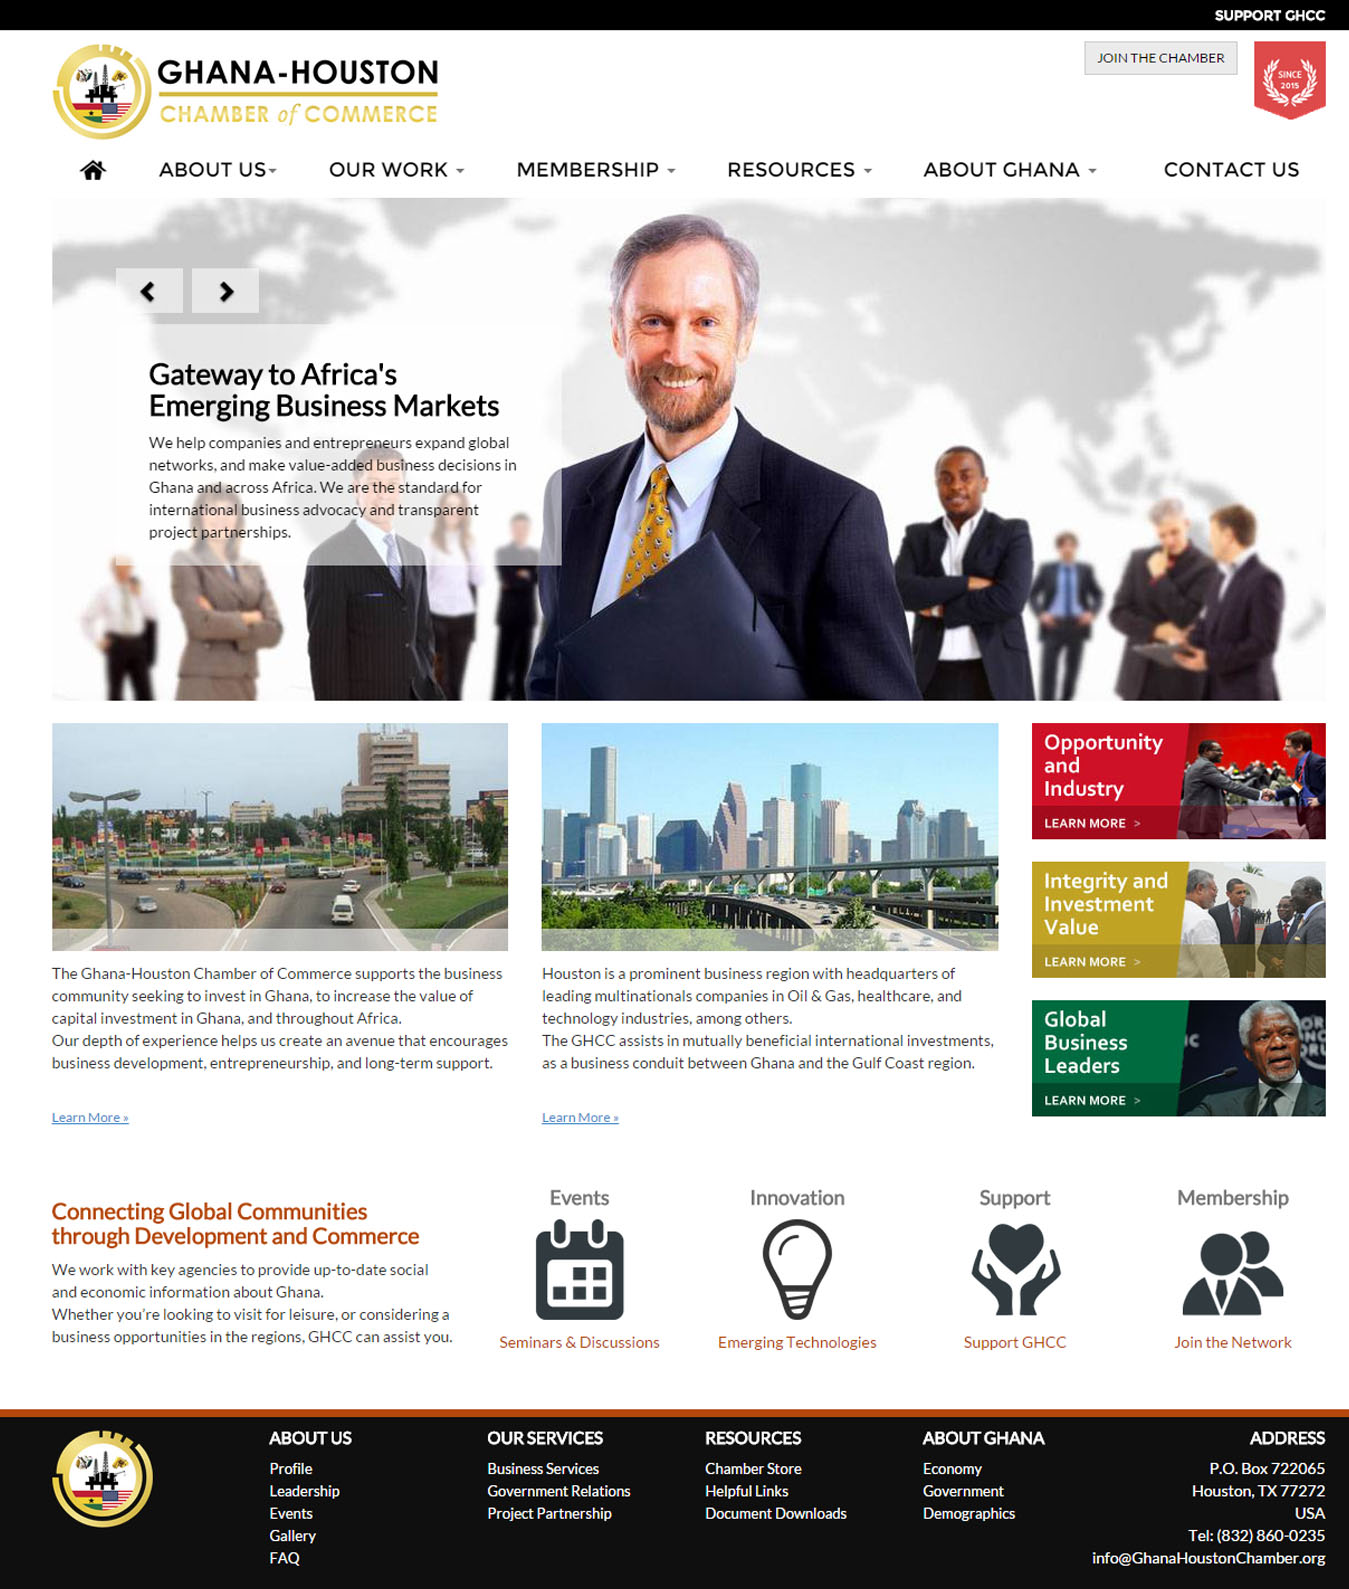 SUPPORT GHCC
GHANA-HOUSTON
CHAMBER of COMMERCE
JOIN THE CHAMBER
SINCE
2015
ABOUT US
OUR WORK
MEMBERSHIP
RESOURCES
ABOUT GHANA
CONTACT US
Gateway to Africa's
Emerging Business Markets
We help companies and entrepreneurs expand global
networks, and make value-added business decisions in
Ghana and across Africa. We are the standard for
international business advocacy and transparent
project partnerships.
The Ghana-Houston Chamber of Commerce supports the business
community seeking to invest in Ghana, to increase the value of
capital investment in Ghana, and throughout Africa.
Our depth of experience helps us create an avenue that encourages
business development, entrepreneurship, and long-term support.
Learn More »
Houston is a prominent business region with headquarters of
leading multinationals companies in Oil & Gas, healthcare, and
technology industries, among others.
The GHCC assists in mutually beneficial international investments,
as a business conduit between Ghana and the Gulf Coast region.
Learn More »
Opportunity
and
Industry
LEARN MORE >
Integrity and
Investment
Value
LEARN MORE >
Global
Business
Leaders
LEARN MORE >
Connecting Global Communities
through Development and Commerce
We work with key agencies to provide up-to-date social
and economic information about Ghana.
Whether you're looking to visit for leisure, or considering a
business opportunities in the regions, GHCC can assist you.
Events
Seminars & Discussions
Innovation
Emerging Technologies
Support
Support GHCC
Membership
Join the Network
ABOUT US
Profile
Leadership
Events
Gallery
FAQ
OUR SERVICES
Business Services
Government Relations
Project Partnership
RESOURCES
Chamber Store
Helpful Links
Document Downloads
ABOUT GHANA
Economy
Government
Demographics
ADDRESS
P.O. Box 722065
Houston, TX 77272
USA
Tel: (832) 860-0235
info@GhanaHoustonChamber.org